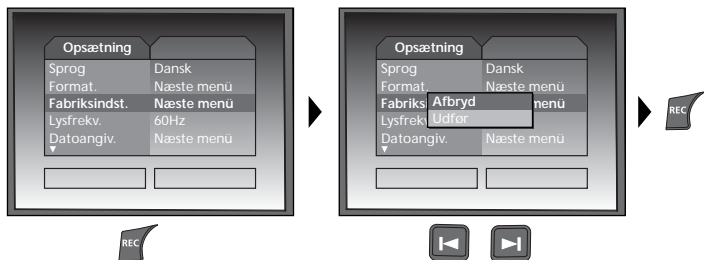 Opsætning
Sprog Dansk
Format. Næste menü
Fabriksindst. Næste menü
Lysfrekv. 60Hz
Datoangiv. Næste menü
REC
Opsætning
Sprog Dansk
Format. Næste menü
Fabriks menü
Afbryd
Lysfrekv
Udfør
Datoangiv. Næste menü
REC